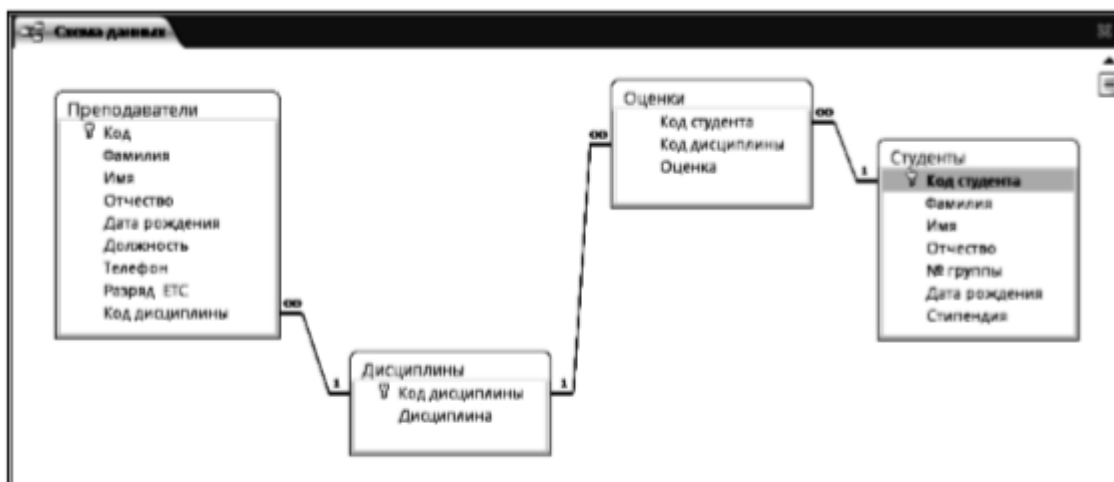 Схема данных
Преподаватели
Код
Фамилия
Имя
Отчество
Дата рождения
Должность
Телефон
Разряд ЕТС
Код дисциплины
∞
1
Дисциплины
Код дисциплины
Дисциплина
1
∞
Оценки
Код студента
Код дисциплины
Оценка
∞
1
Студенты
Код студента
Фамилия
Имя
Отчество
№ группы
Дата рождения
Стипендия